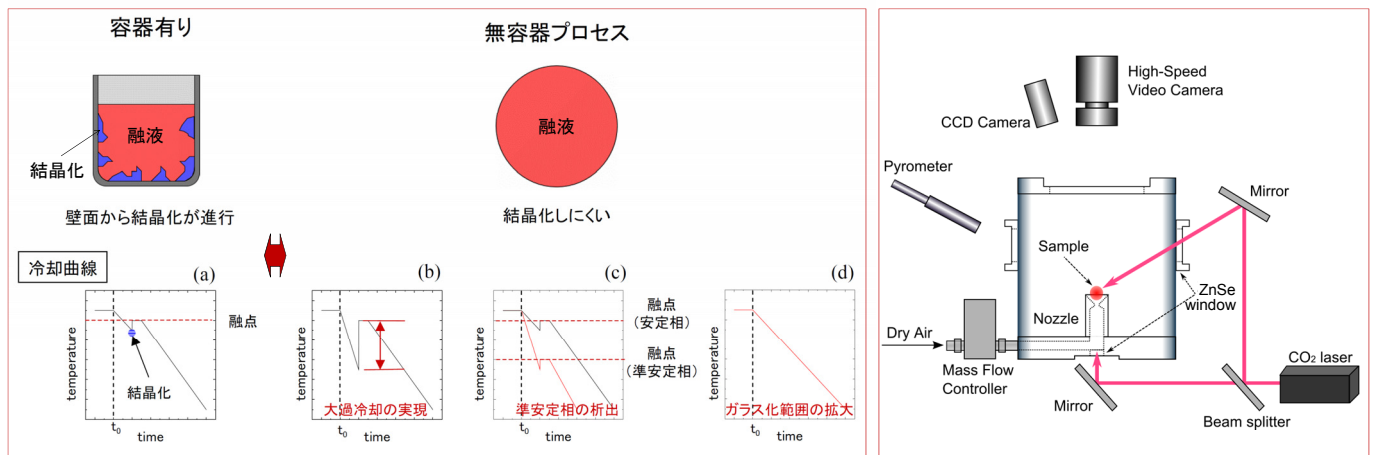 容器有り
無容器プロセス
融液
結晶化
壁面から結晶化が進行
融液
結晶化しにくい
冷却曲線
(a)
(b)
(c)
(d)
temperature
融点
結晶化
t0
time
temperature
大過冷却の実現
t0
time
temperature
融点
(安定相)
融点
(準安定相)
準安定相の析出
t0
time
temperature
ガラス化範囲の拡大
t0
time
High-Speed
Video Camera
CCD Camera
Pyrometer
Mirror
Sample
ZnSe
window
Nozzle
Dry Air
Mass Flow
Controller
CO2 laser
Mirror
Beam splitter